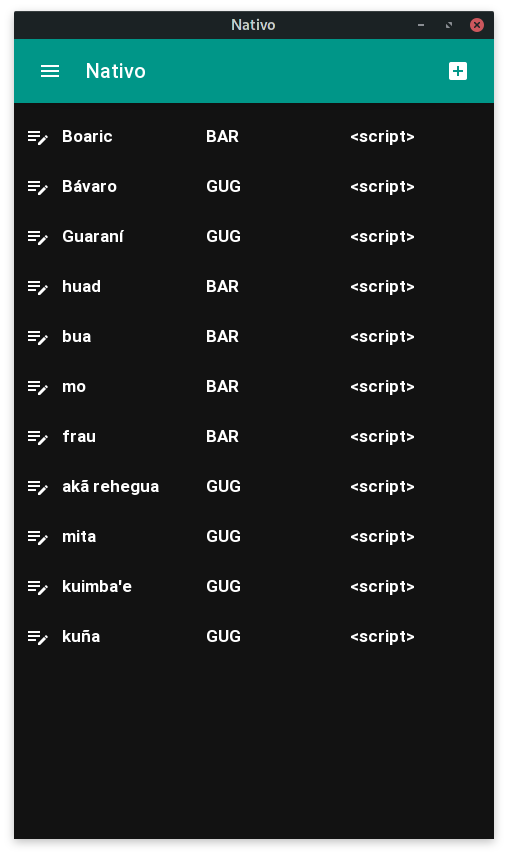 Nativo
Nativo
Boaric BAR <script>
Bávaro GUG <script>
Guaraní GUG <script>
huad BAR <script>
bua BAR <script>
mo BAR <script>
frau BAR <script>
akã rehegua GUG <script>
mita GUG <script>
kuimba'e GUG <script>
kuña GUG <script>